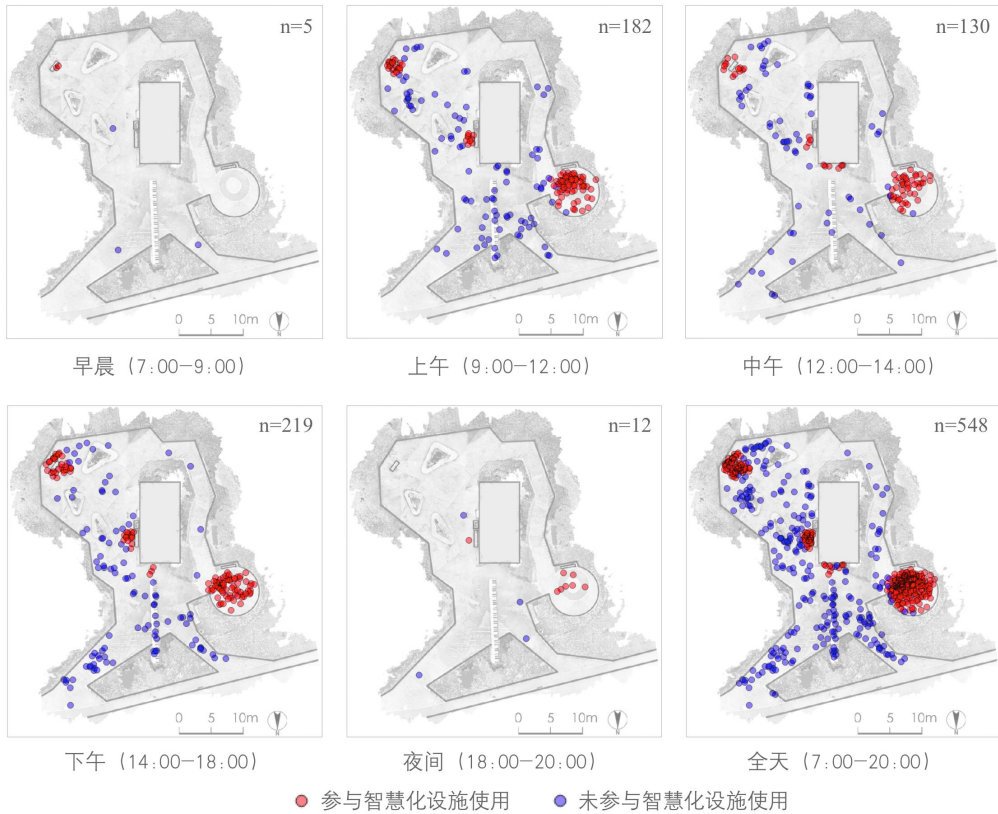 n=5
n=182
n=130
0 5 10m N
0 5 10m N
0 5 10m N
早晨 (7:00-9:00)
上午 (9:00-12:00)
中午 (12:00-14:00)
n=219
n=12
n=548
0 5 10m N
0 5 10m N
0 5 10m N
下午 (14:00-18:00)
夜间 (18:00-20:00)
全天 (7:00-20:00)
参与智慧化设施使用 未参与智慧化设施使用